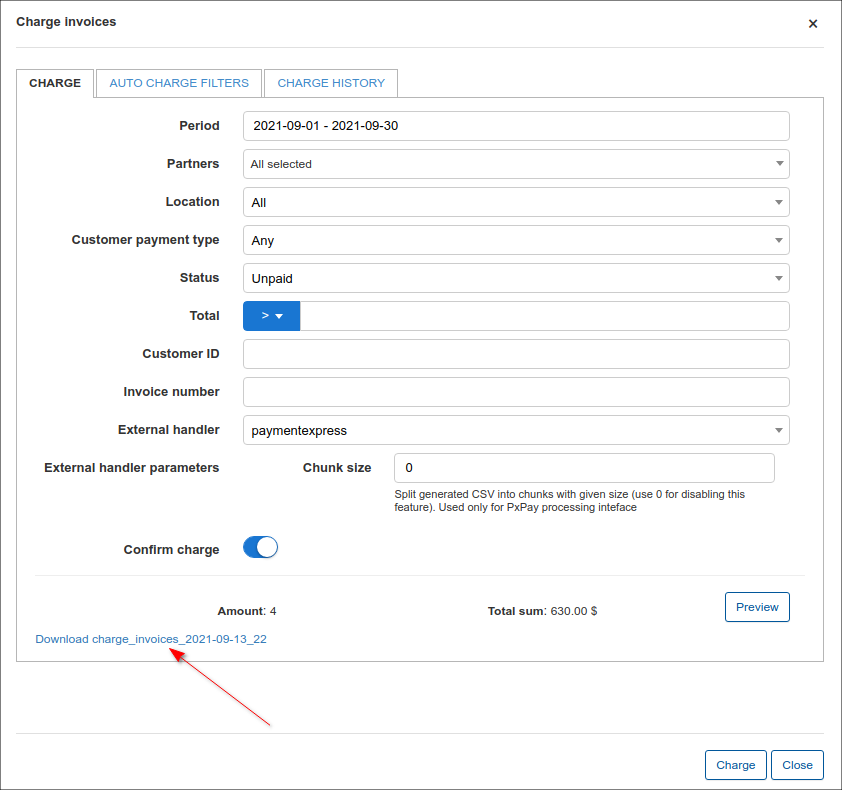 Charge invoices ×
CHARGE AUTO CHARGE FILTERS CHARGE HISTORY
Period 2021-09-01 - 2021-09-30
Partners All selected
Location All
Customer payment type Any
Status Unpaid
Total >
Customer ID
Invoice number
External handler paymentexpress
External handler parameters Chunk size 0
Split generated CSV into chunks with given size (use 0 for disabling this
feature). Used only for PxPay processing inteface
Confirm charge
Amount: 4 Total sum: 630.00 $ Preview
Download charge_invoices_2021-09-13_22
Charge Close